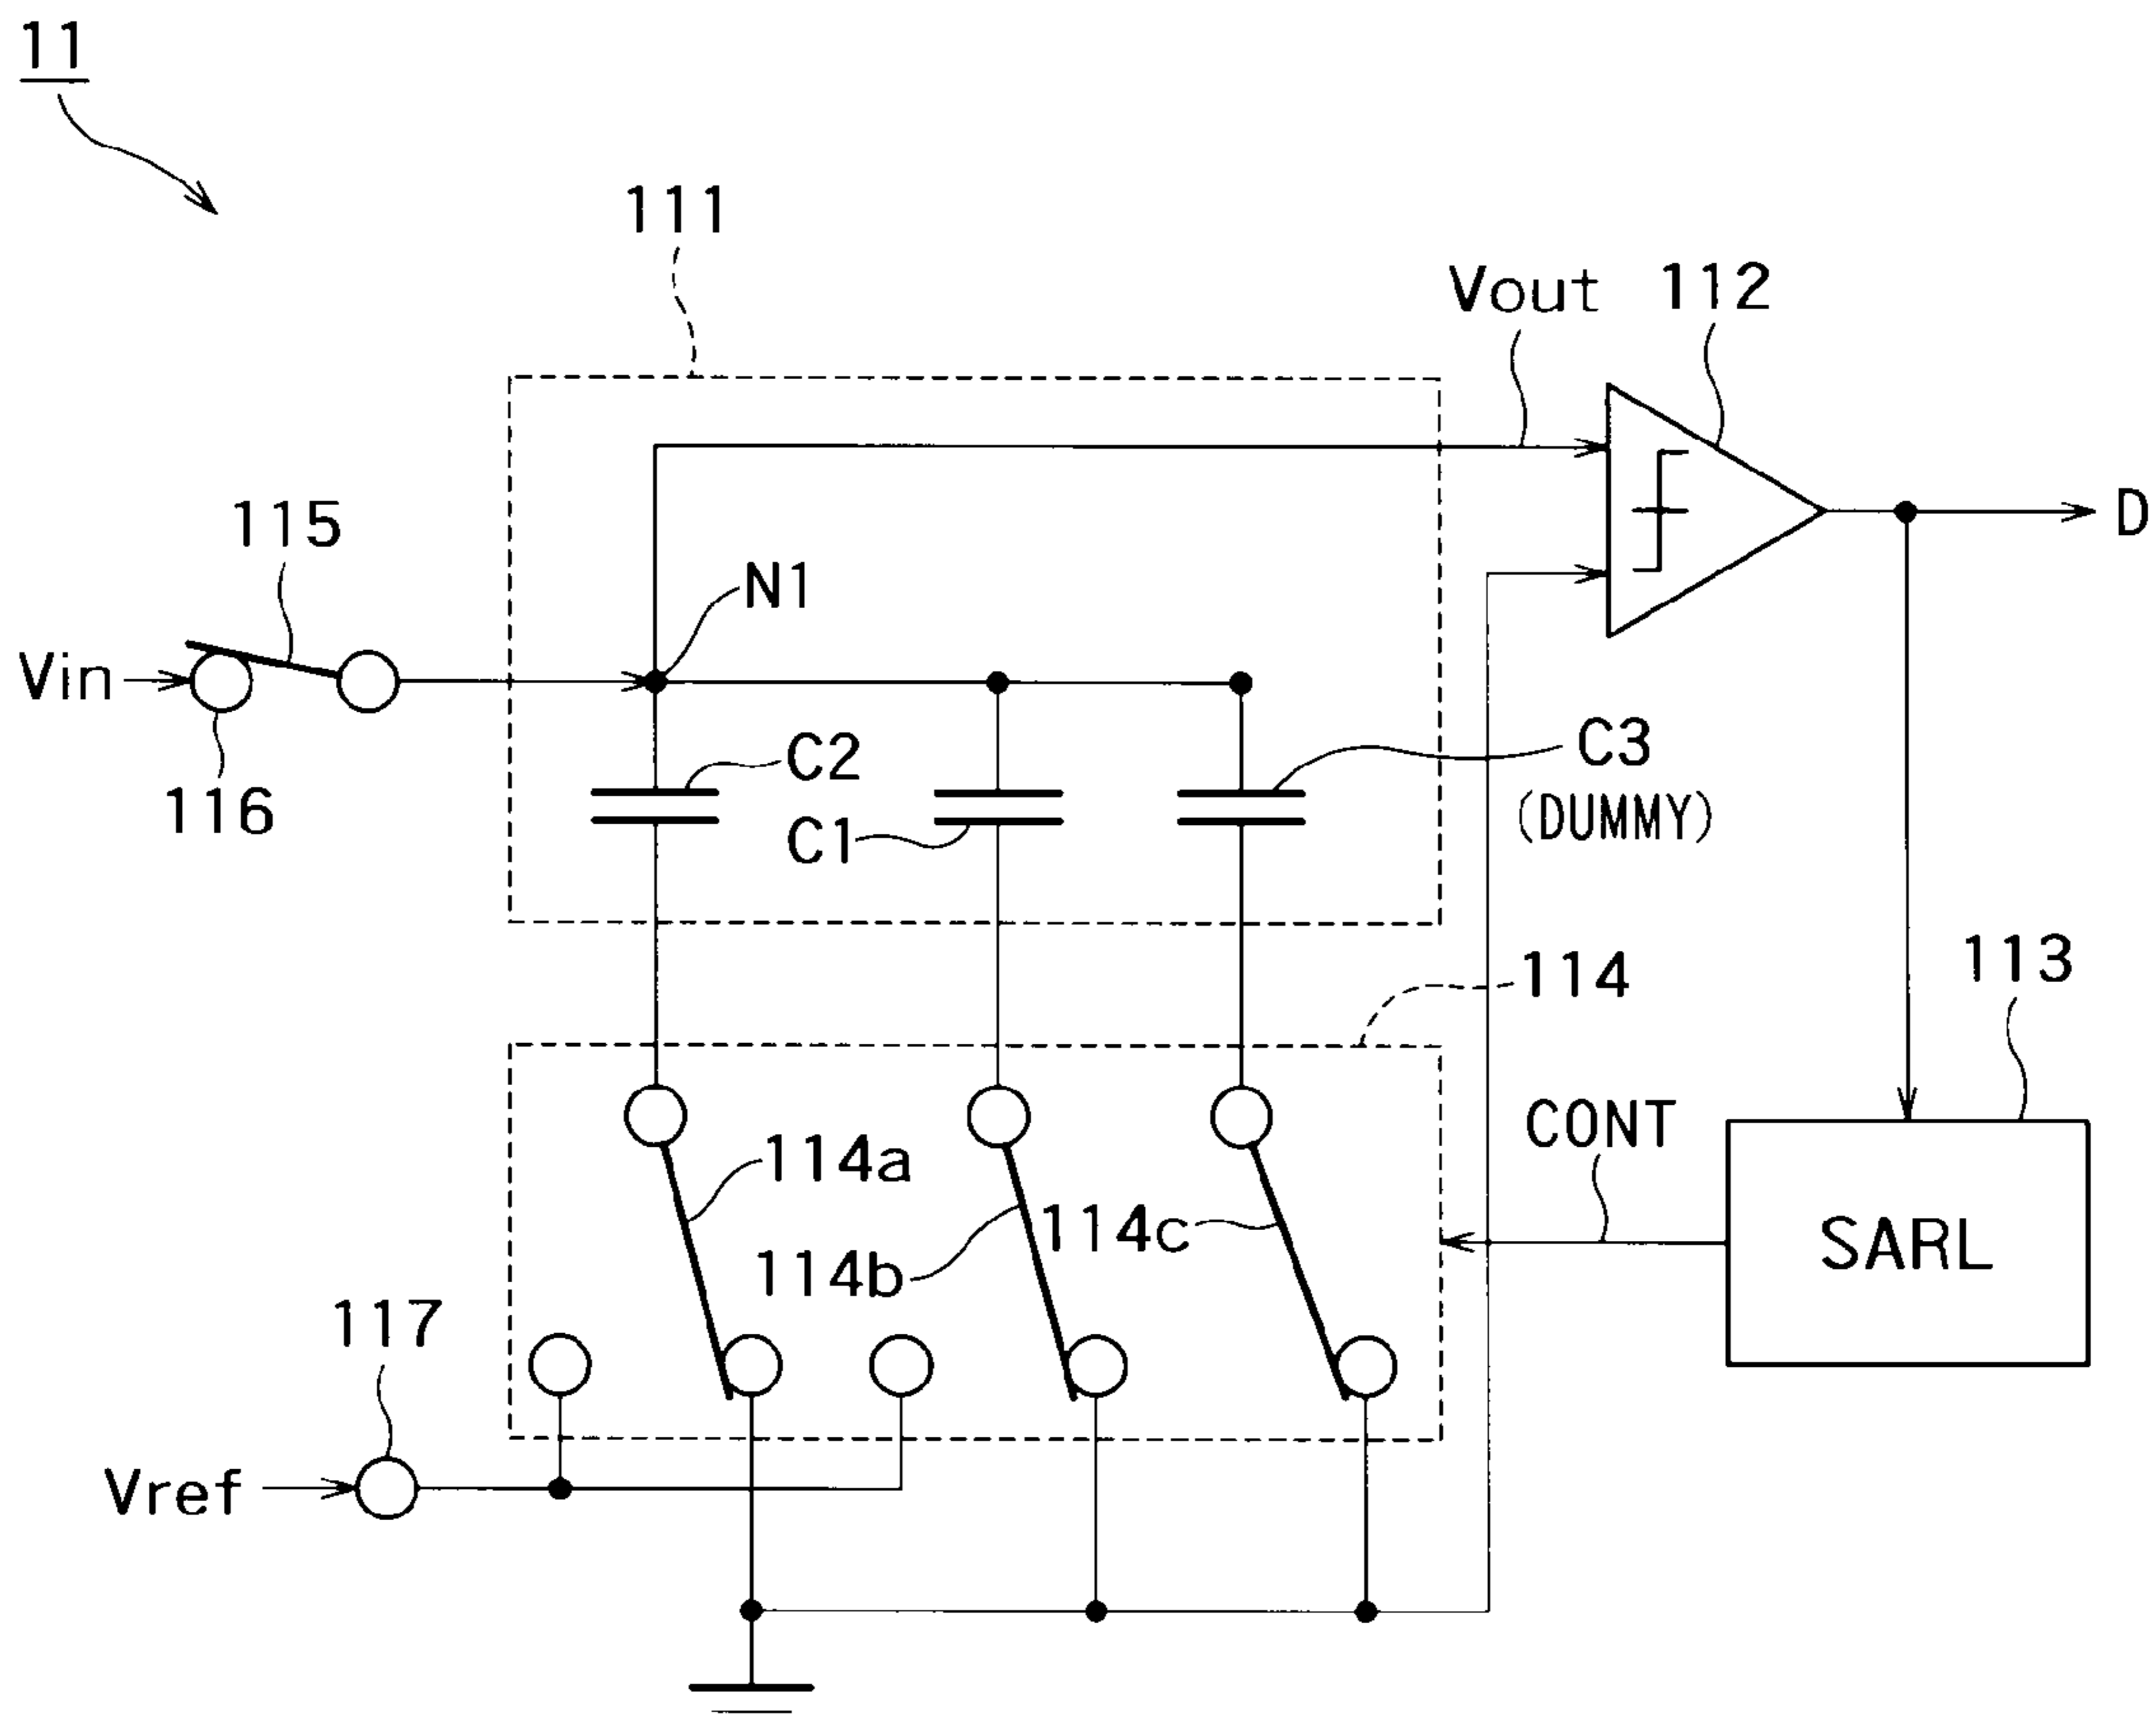 11
111
Vout 112
115
N1
D
Vin
116
C2
C1
C3
(DUMMY)
114
113
CONT
114a
114c
114b
SARL
117
Vref